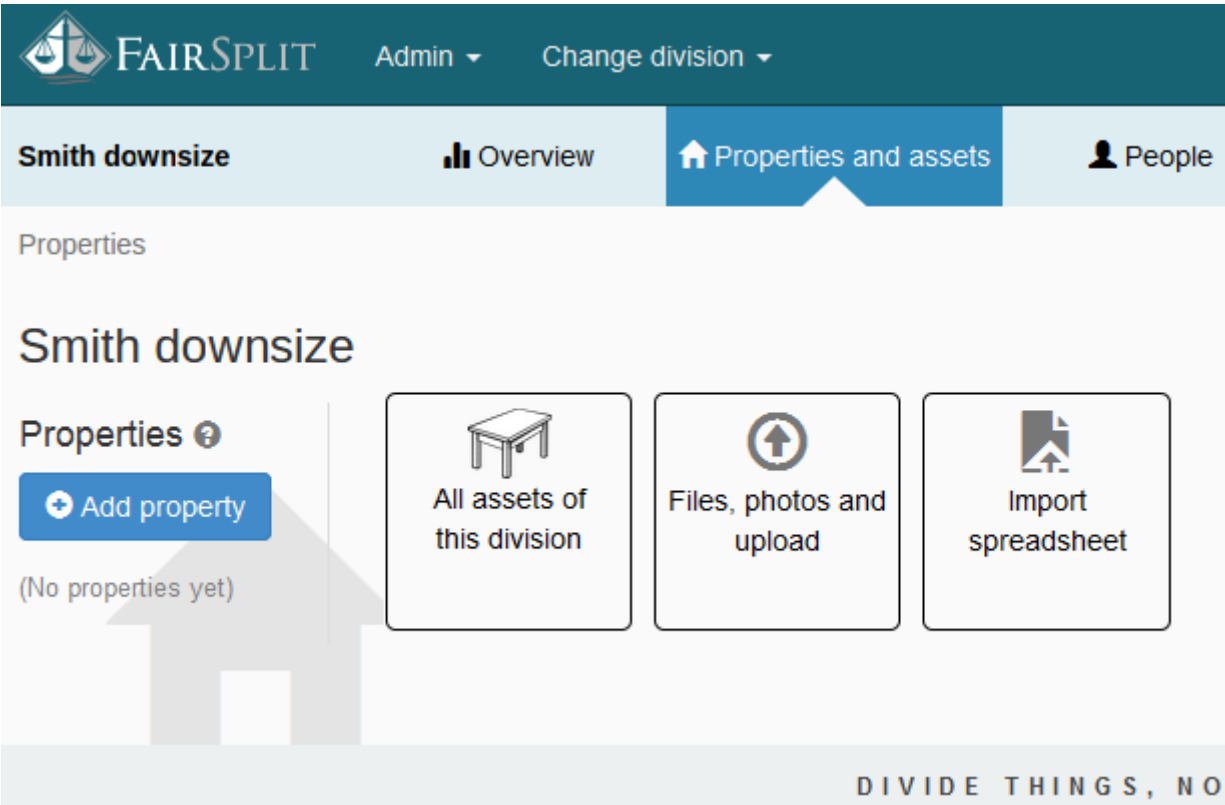 FAIRSPLIT Admin Change division
Smith downsize Overview Properties and assets People
Properties
Smith downsize
Properties
Add property
(No properties yet)
All assets of
this division
Files, photos and
upload
Import
spreadsheet
DIVIDE THINGS, NO